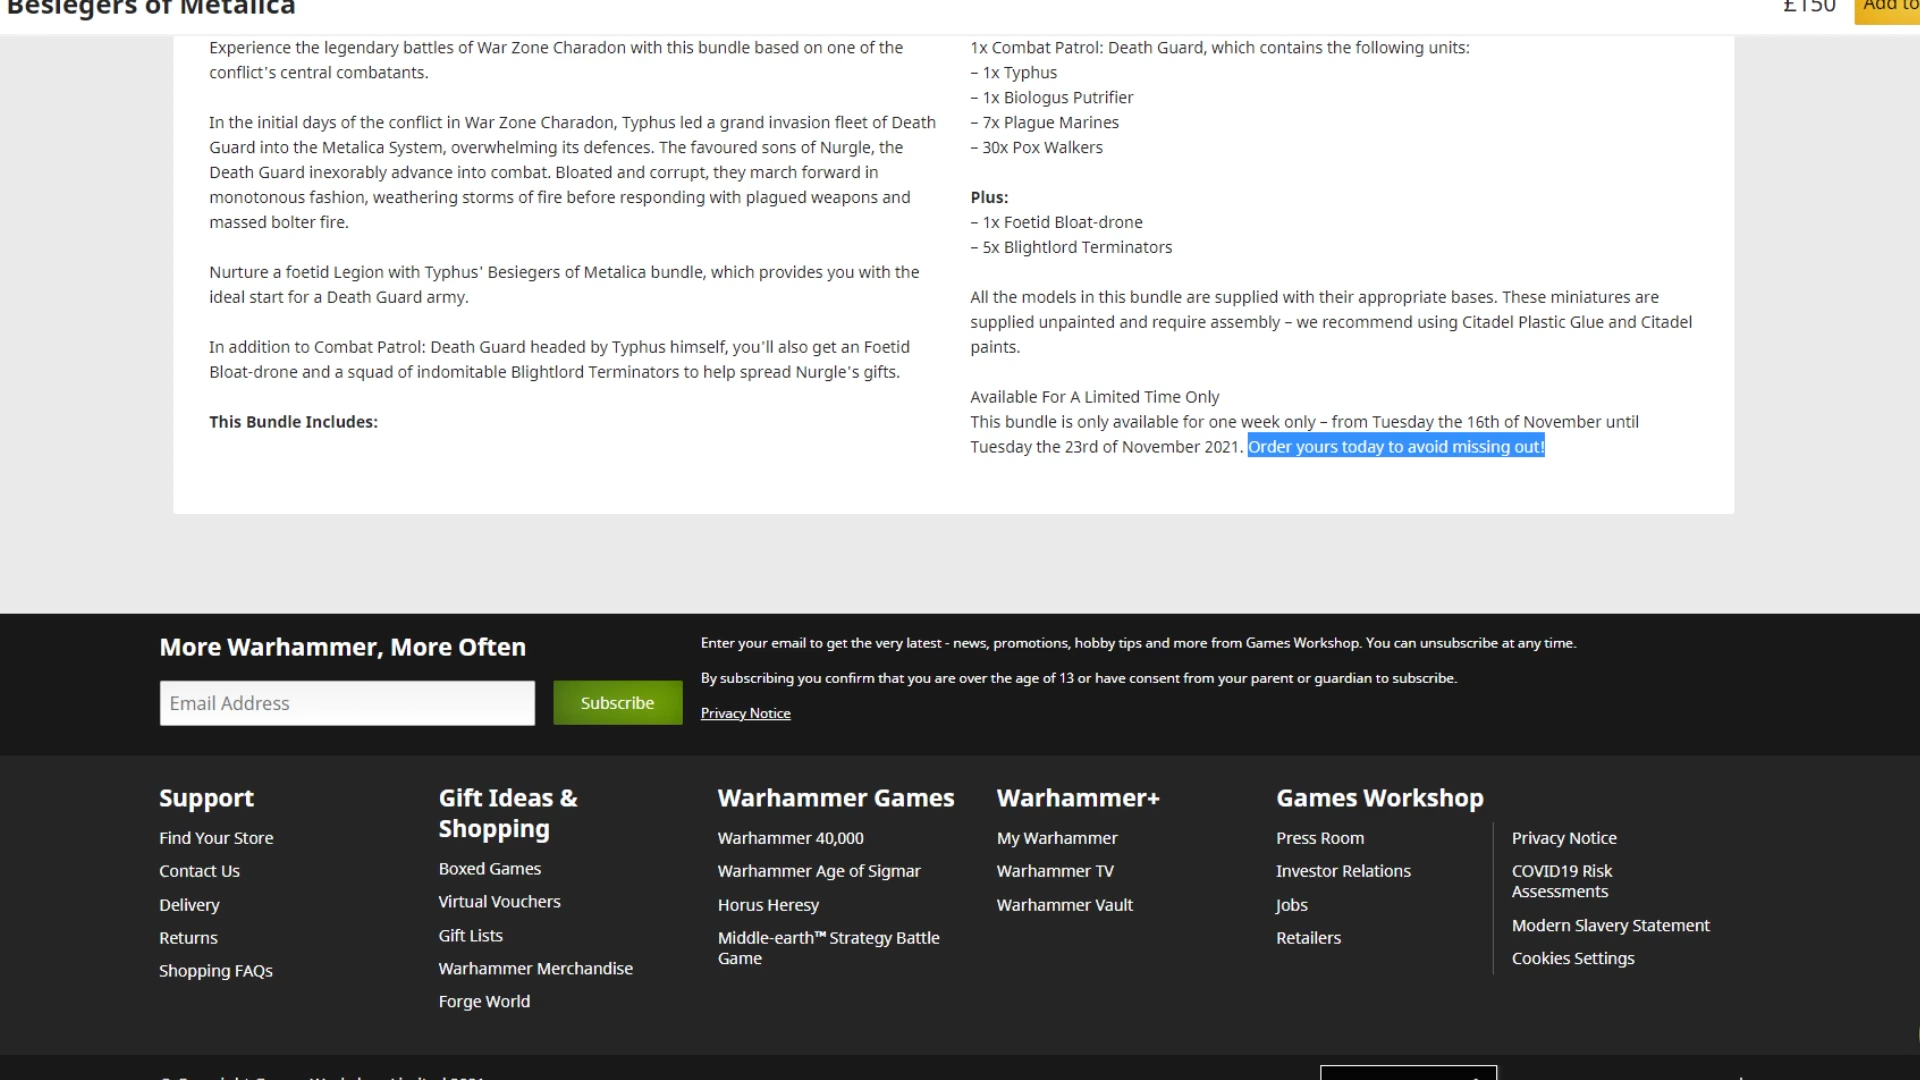 Besiegers of Metalica
£150
Add to
Experience the legendary battles of War Zone Charadon with this bundle based on one of the
conflict's central combatants.
In the initial days of the conflict in War Zone Charadon, Typhus led a grand invasion fleet of Death
Guard into the Metalica System, overwhelming its defences. The favoured sons of Nurgle, the
Death Guard inexorably advance into combat. Bloated and corrupt, they march forward in
monotonous fashion, weathering storms of fire before responding with plagued weapons and
massed bolter fire.
Nurture a foetid Legion with Typhus' Besiegers of Metalica bundle, which provides you with the
ideal start for a Death Guard army.
In addition to Combat Patrol: Death Guard headed by Typhus himself, you'll also get an Foetid
Bloat-drone and a squad of indomitable Blightlord Terminators to help spread Nurgle's gifts.
This Bundle Includes:
1x Combat Patrol: Death Guard, which contains the following units:
– 1x Typhus
– 1x Biologus Putrifier
– 7x Plague Marines
– 30x Pox Walkers
Plus:
– 1x Foetid Bloat-drone
– 5x Blightlord Terminators
All the models in this bundle are supplied with their appropriate bases. These miniatures are
supplied unpainted and require assembly – we recommend using Citadel Plastic Glue and Citadel
paints.
Available For A Limited Time Only
This bundle is only available for one week only – from Tuesday the 16th of November until
Tuesday the 23rd of November 2021. Order yours today to avoid missing out!
More Warhammer, More Often
Email Address
Subscribe
Enter your email to get the very latest - news, promotions, hobby tips and more from Games Workshop. You can unsubscribe at any time.
By subscribing you confirm that you are over the age of 13 or have consent from your parent or guardian to subscribe.
Privacy Notice
Support
Find Your Store
Contact Us
Delivery
Returns
Shopping FAQs
Gift Ideas &
Shopping
Boxed Games
Virtual Vouchers
Gift Lists
Warhammer Merchandise
Forge World
Warhammer Games
Warhammer 40,000
Warhammer Age of Sigmar
Horus Heresy
Middle-earth™ Strategy Battle
Game
Warhammer+
My Warhammer
Warhammer TV
Warhammer Vault
Games Workshop
Press Room
Investor Relations
Jobs
Retailers
Privacy Notice
COVID19 Risk
Assessments
Modern Slavery Statement
Cookies Settings